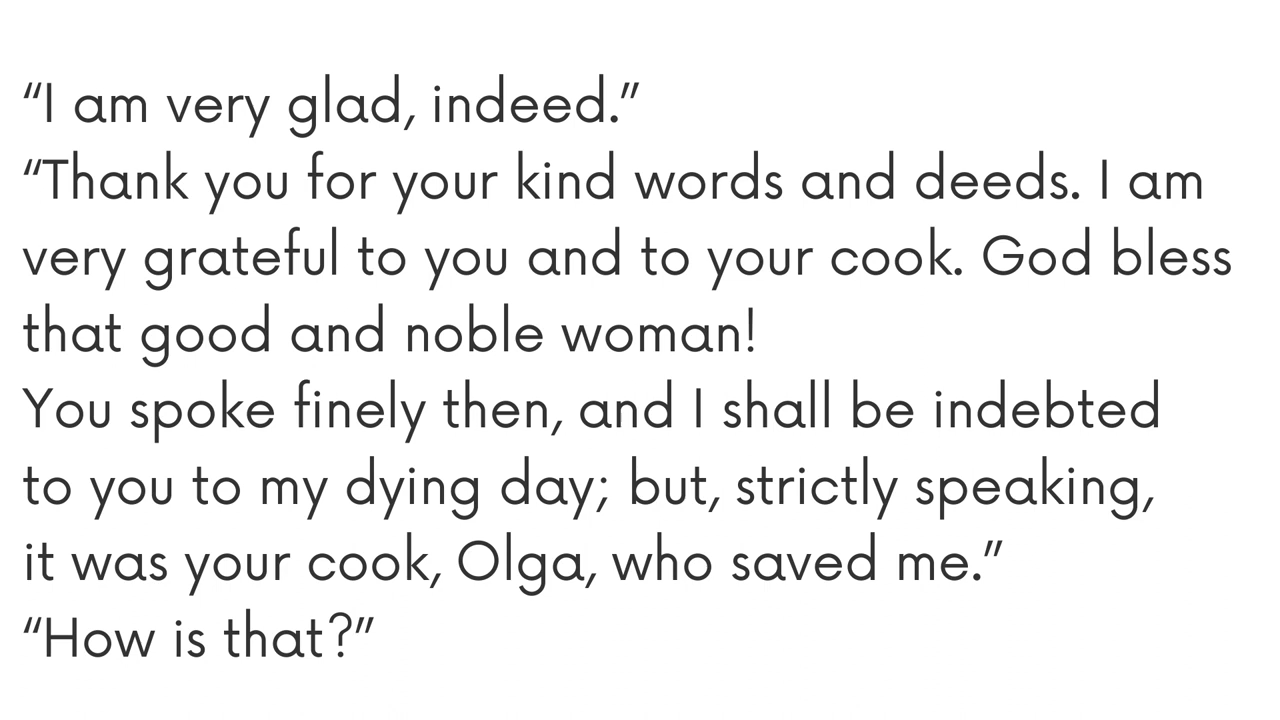 “I am very glad, indeed.”
“Thank you for your kind words and deeds. I am
very grateful to you and to your cook. God bless
that good and noble woman!
You spoke finely then, and I shall be indebted
to you to my dying day; but, strictly speaking,
it was your cook, Olga, who saved me.”
“How is that?”